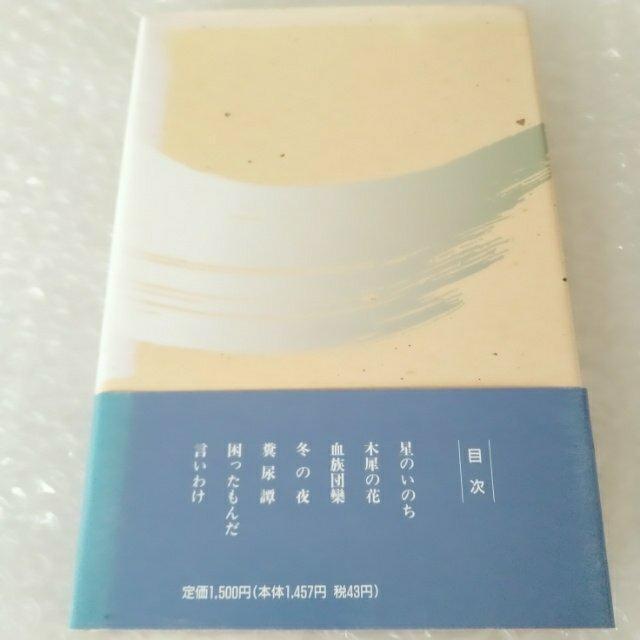 目次
星のいのち
木犀の花
血族団欒
冬の夜
糞尿譚
困ったもんだ
言いわけ
定価1,500円(本体1,457円 税43円)